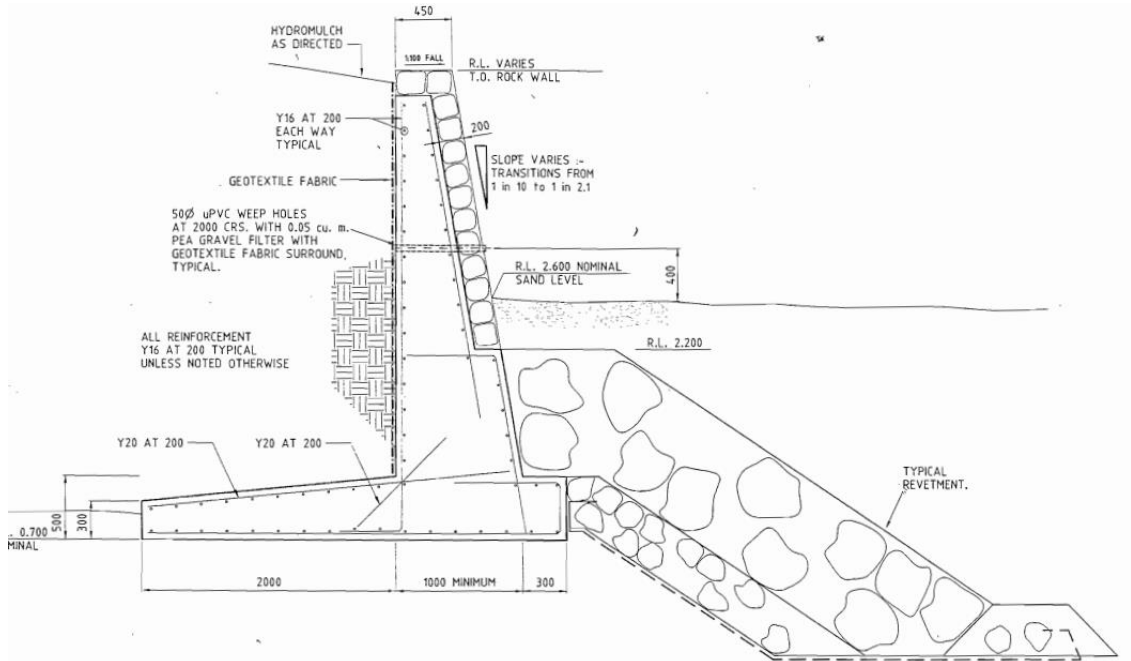 450
HYDROMULCH
AS DIRECTED
1:100 FALL
R.L. VARIES
T.O. ROCK WALL
Y16 AT 200
EACH WAY
TYPICAL
200
SLOPE VARIES :-
TRANSITIONS FROM
1 in 10 to 1 in 2.1
GEOTEXTILE FABRIC
50Ø uPVC WEEP HOLES
AT 2000 CRS. WITH 0.05 cu. m.
PEA GRAVEL FILTER WITH
GEOTEXTILE FABRIC SURROUND,
TYPICAL.
R.L. 2.600 NOMINAL
SAND LEVEL
400
ALL REINFORCEMENT
Y16 AT 200 TYPICAL
UNLESS NOTED OTHERWISE
R.L. 2.200
Y20 AT 200
Y20 AT 200
TYPICAL
REVETMENT.
500
300
L. 0.700
MINAL
2000
1000 MINIMUM
300